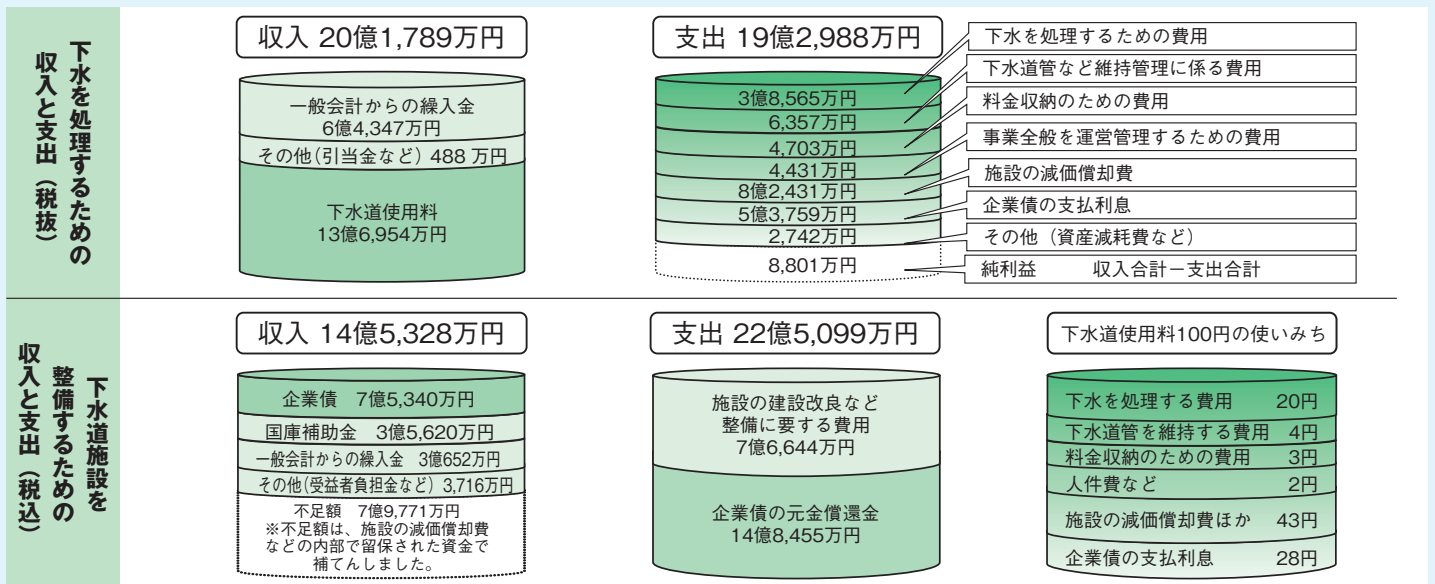 下水を処理するための
収入と支出（税抜）
収入 20億1,789万円
一般会計からの繰入金
6億4,347万円
その他（引当金など）488 万円
下水道使用料
13億6,954万円
支出 19億2,988万円
3億8,565万円
6,357万円
4,703万円
4,431万円
8億2,431万円
5億3,759万円
2,742万円
8,801万円
下水を処理するための費用
下水道管など維持管理に係る費用
料金収納のための費用
事業全般を運営管理するための費用
施設の減価償却費
企業債の支払利息
その他（資産減耗費など）
純利益　　収入合計－支出合計
下水道施設を
整備するための
収入と支出（税込）
収入 14億5,328万円
企業債 7億5,340万円
国庫補助金 3億5,620万円
一般会計からの繰入金 3億652万円
その他（受益者負担金など）3,716万円
不足額 7億9,771万円
※不足額は、施設の減価償却費
などの内部で留保された資金で
補てんしました。
支出 22億5,099万円
施設の建設改良など
整備に要する費用
7億6,644万円
企業債の元金償還金
14億8,455万円
下水道使用料100円の使いみち
下水を処理する費用 20円
下水道管を維持する費用 4円
料金収納のための費用 3円
人件費など 2円
施設の減価償却費ほか 43円
企業債の支払利息 28円